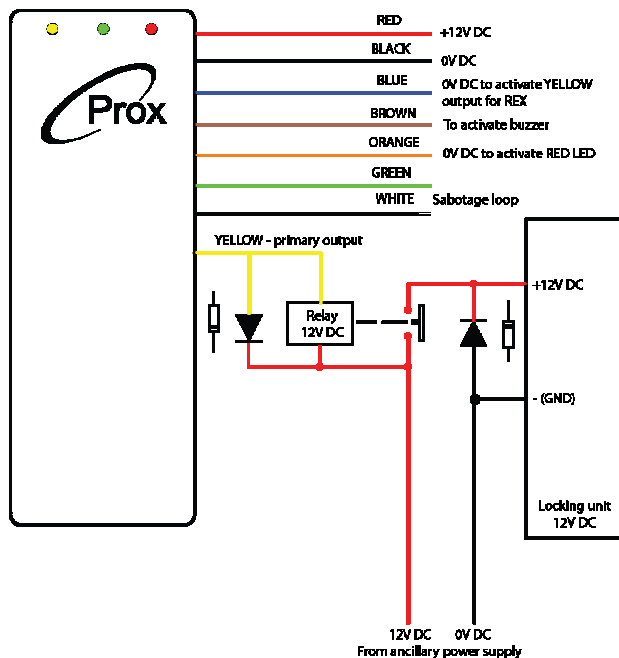 RED
+12V DC
BLACK
0V DC
Prox
BLUE
0V DC to activate YELLOW
output for REX
BROWN
To activate buzzer
ORANGE
0V DC to activate RED LED
GREEN
WHITE
Sabotage loop
YELLOW - primary output
+12V DC
Relay
12V DC
- (GND)
Locking unit
12V DC
12V DC
0V DC
From ancillary power supply